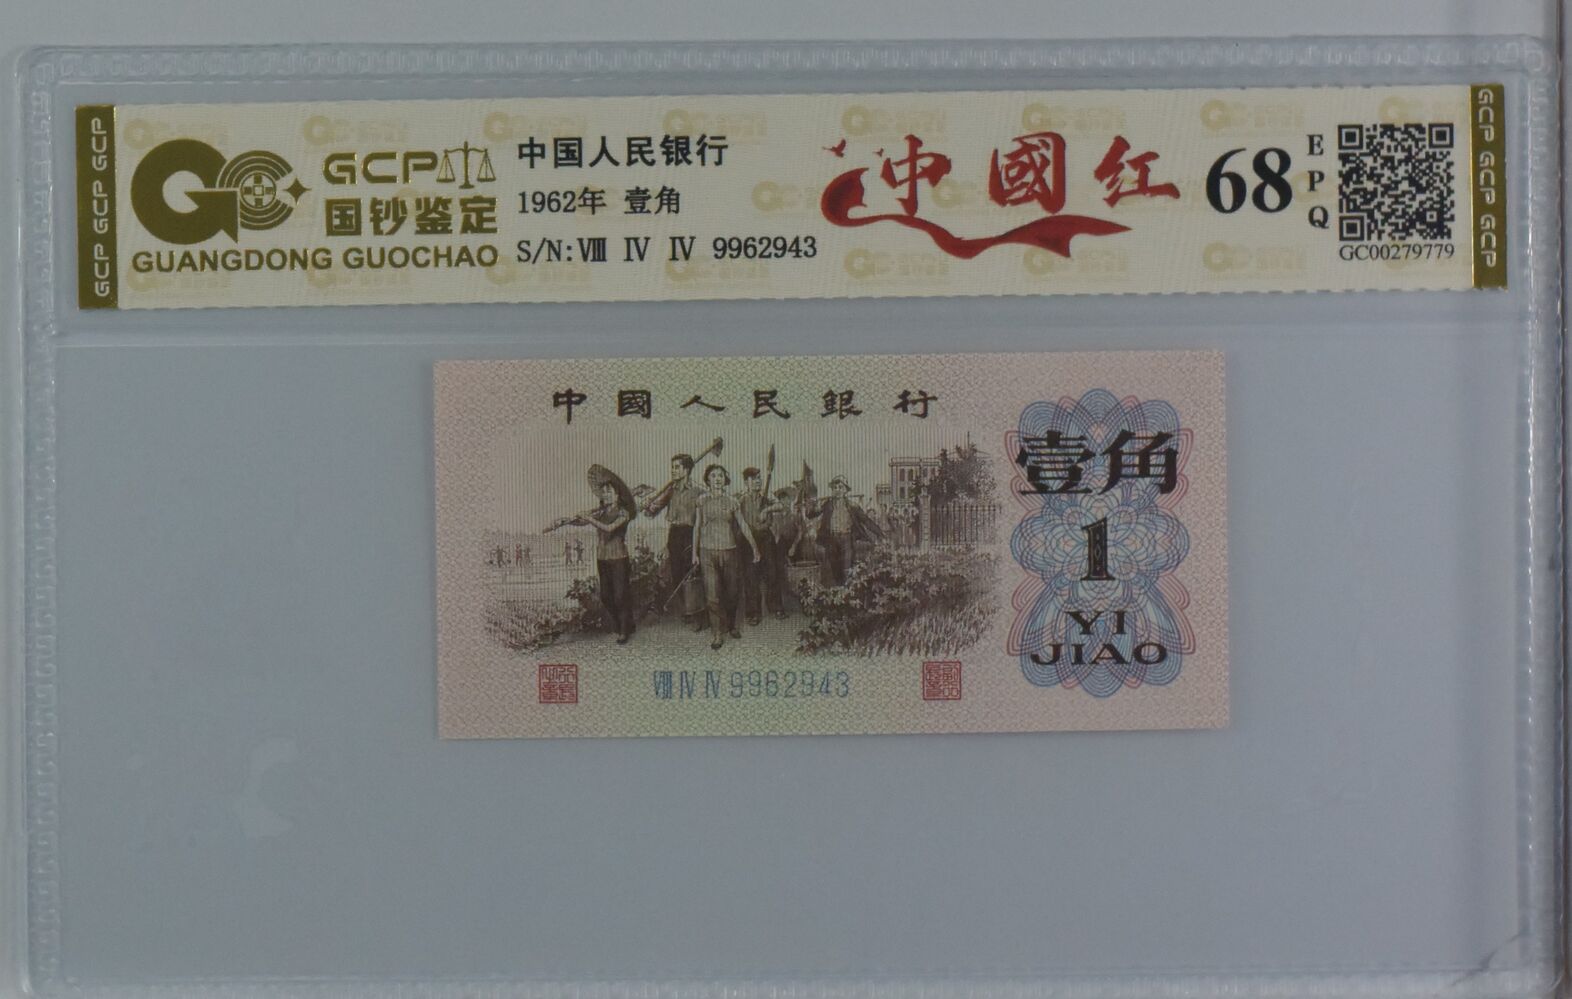 GCP GCP GCP
GCP
国钞鉴定
GUANGDONG GUOCHAO
中国人民银行
1962年 壹角
S/N:Ⅷ Ⅳ Ⅳ 9962943
中國红
68
EPQ
GC00279779
GCP GCP GCP
中國人民銀行
壹角
1
YI
JIAO
Ⅷ Ⅳ Ⅳ 9962943